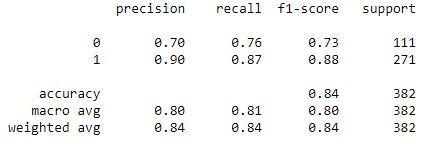 precision recall f1-score support
0 0.70 0.76 0.73 111
1 0.90 0.87 0.88 271
accuracy 0.84 382
macro avg 0.80 0.81 0.80 382
weighted avg 0.84 0.84 0.84 382